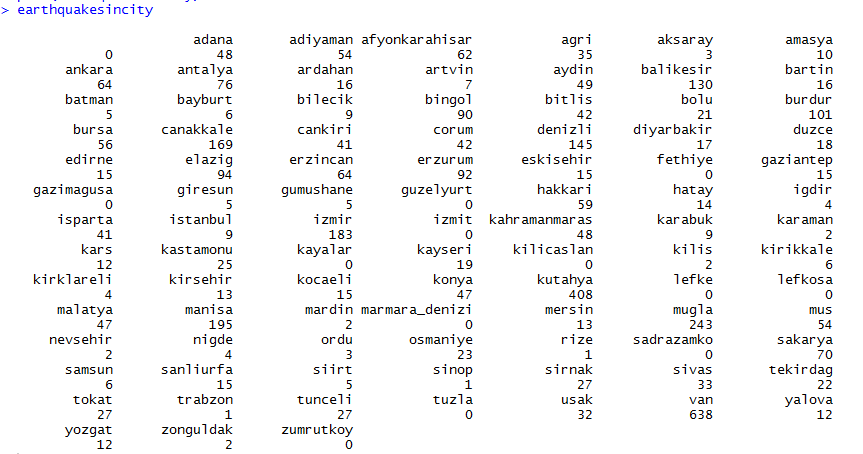 > earthquakesincity
adana adiyaman afyonkarahisar agri aksaray amasya
0 48 54 62 35 3 10
ankara antalya ardahan artvin aydin balikesir bartin
64 76 16 7 49 130 16
batman bayburt bilecik bingol bitlis bolu burdur
5 6 9 90 42 21 101
bursa canakkale cankiri corum denizli diyarbakir duzce
56 169 41 42 145 17 18
edirne elazig erzincan erzurum eskisehir fethiye gaziantep
15 94 64 92 15 0 15
gazimagusa giresun gumushane guzelyurt hakkari hatay igdir
0 5 5 0 59 14 4
isparta istanbul izmir izmit kahramanmaras karabuk karaman
41 9 183 0 48 9 2
kars kastamonu kayalar kayseri kilicaslan kilis kirikkale
12 25 0 19 0 2 6
kirklareli kirsehir kocaeli konya kutahya lefke lefkosa
4 13 15 47 408 0 0
malatya manisa mardin marmara_denizi mersin mugla mus
47 195 2 0 13 243 54
nevsehir nigde ordu osmaniye rize sadrazamko sakarya
2 4 3 23 1 0 70
samsun sanliurfa siirt sinop sirnak sivas tekirdag
6 15 5 1 27 33 22
tokat trabzon tunceli tuzla usak van yalova
27 1 27 0 32 638 12
yozgat zonguldak zumrutkoy
12 2 0